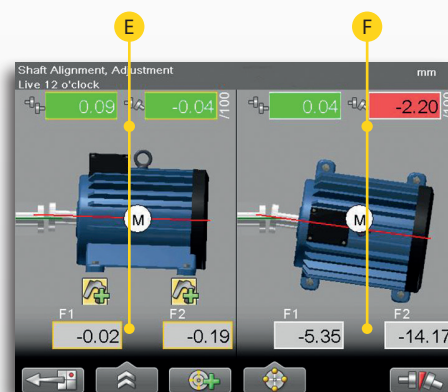 E F
Shaft Alignment, Adjustment mm
Live 12 o'clock
0.09 -0.04 /100 0.04 -2.20 /100
M M
F1 F2 F1 F2
-0.02 -0.19 -5.35 -14.17